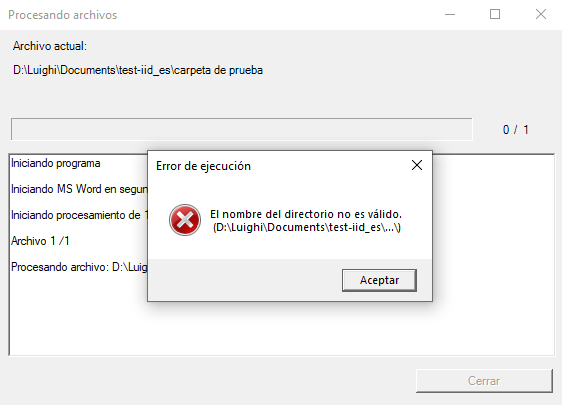 Procesando archivos
Archivo actual:
D:\Luighi\Documents\test-iid_es\carpeta de prueba
0 / 1
Iniciando programa
Error de ejecución
Iniciando MS Word en segun
El nombre del directorio no es válido.
(D:\Luighi\Documents\test-iid_es\...\)
Iniciando procesamiento de 1
Archivo 1 /1
Procesando archivo: D:\Luig
Aceptar
Cerrar